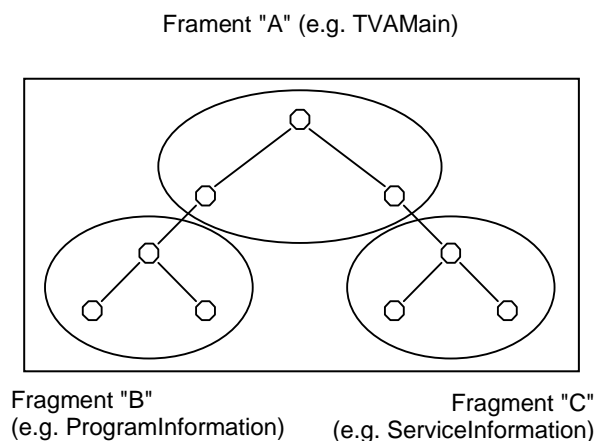 Frament "A" (e.g. TVAMain)
Fragment "B"
(e.g. ProgramInformation)
Fragment "C"
(e.g. ServiceInformation)